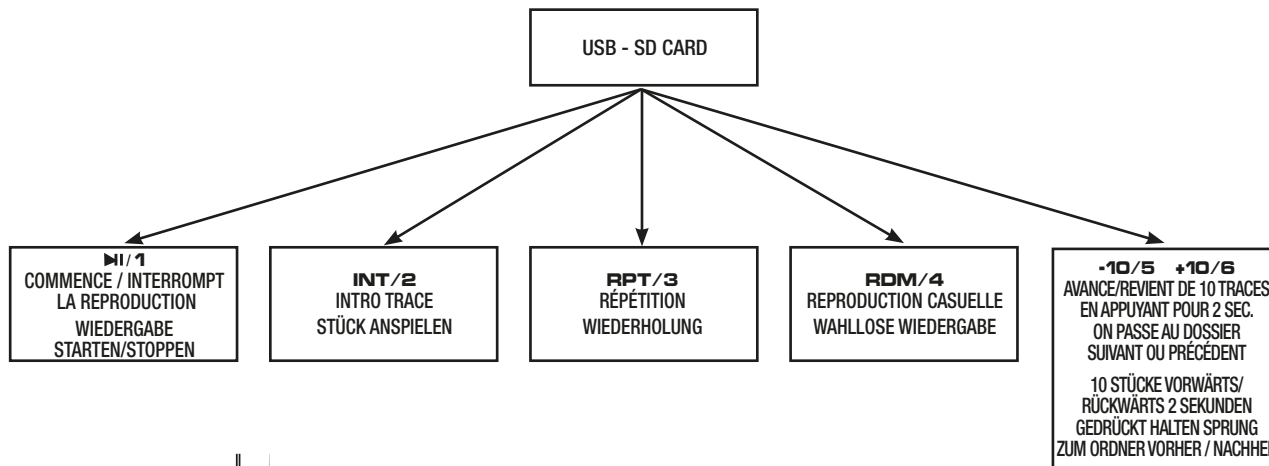 USB - SD CARD
/1
COMMENCE / INTERROMPT
LA REPRODUCTION
WIEDERGABE
STARTEN/STOPPEN
INT/2
INTRO TRACE
STÜCK ANSPIELEN
RPT/3
RÉPÉTITION
WIEDERHOLUNG
RDM/4
REPRODUCTION CASUELLE
WAHLLOSE WIEDERGABE
-10/5 +10/6
AVANCE/REVIENT DE 10 TRACES
EN APPUYANT POUR 2 SEC.
ON PASSE AU DOSSIER
SUIVANT OU PRÉCÉDENT
10 STÜCKE VORWÄRTS/
RÜCKWÄRTS 2 SEKUNDEN
GEDRÜCKT HALTEN SPRUNG
ZUM ORDNER VORHER /